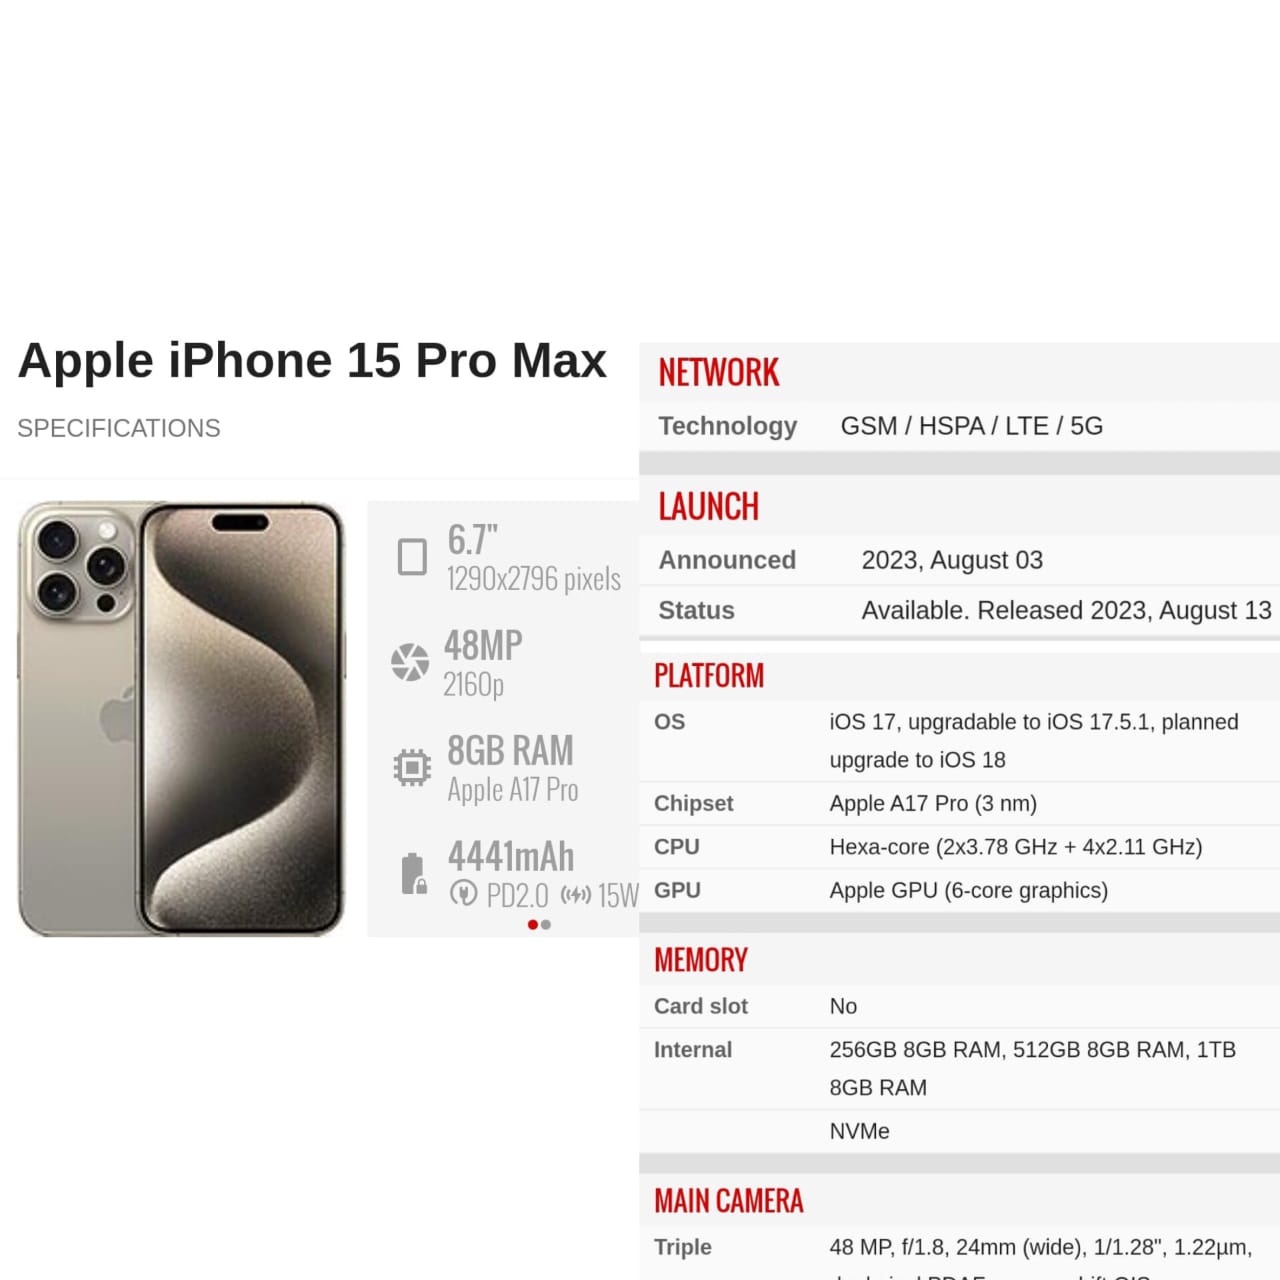 Apple iPhone 15 Pro Max
SPECIFICATIONS
6.7"
1290x2796 pixels
48MP
2160p
8GB RAM
Apple A17 Pro
4441mAh
PD2.0 15W
NETWORK
Technology GSM / HSPA / LTE / 5G
LAUNCH
Announced 2023, August 03
Status Available. Released 2023, August 13
PLATFORM
OS iOS 17, upgradable to iOS 17.5.1, planned
upgrade to iOS 18
Chipset Apple A17 Pro (3 nm)
CPU Hexa-core (2x3.78 GHz + 4x2.11 GHz)
GPU Apple GPU (6-core graphics)
MEMORY
Card slot No
Internal 256GB 8GB RAM, 512GB 8GB RAM, 1TB
8GB RAM
NVMe
MAIN CAMERA
Triple 48 MP, f/1.8, 24mm (wide), 1/1.28", 1.22µm,